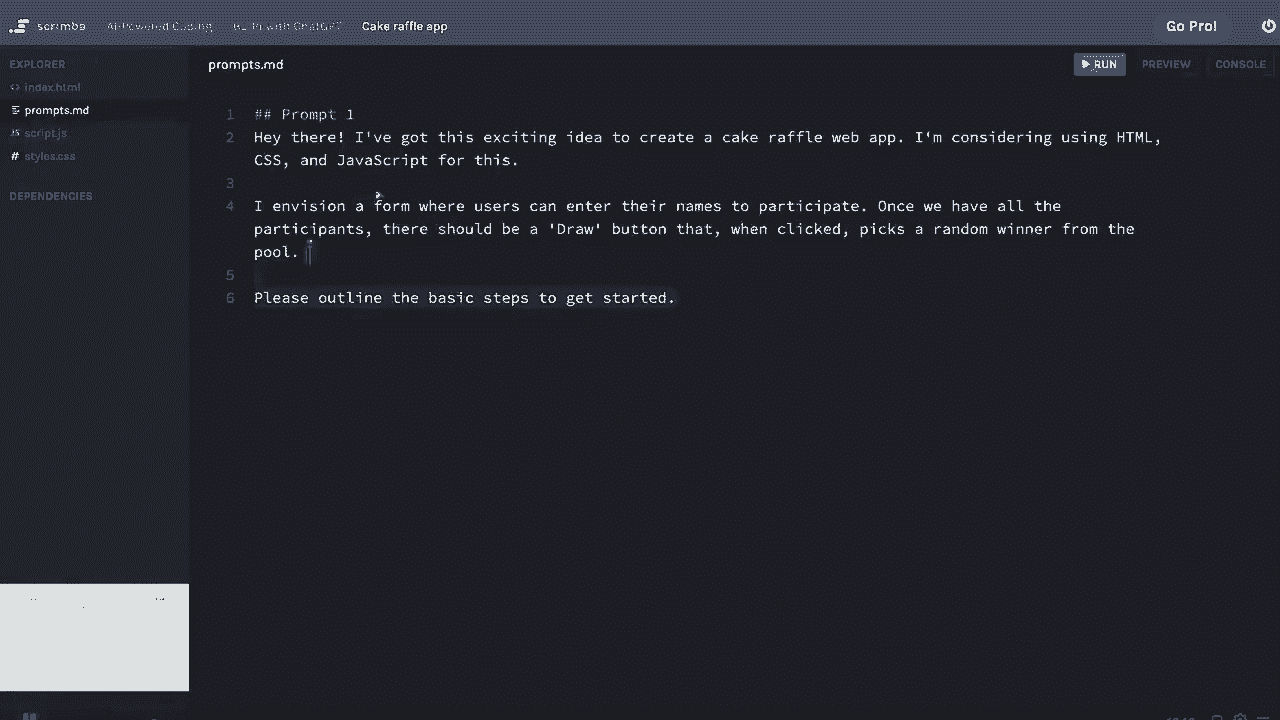 scrimba
AI-Powered Coding
Cake raffle app
Go Pro!
EXPLORER
prompts.md
RUN
PREVIEW
CONSOLE
<> index.html
prompts.md
JS script.js
# styles.css
DEPENDENCIES
1 ## Prompt 1
2 Hey there! I've got this exciting idea to create a cake raffle web app. I'm considering using HTML,
CSS, and JavaScript for this.
3
4 I envision a form where users can enter their names to participate. Once we have all the
participants, there should be a 'Draw' button that, when clicked, picks a random winner from the
pool.
5
6 Please outline the basic steps to get started.